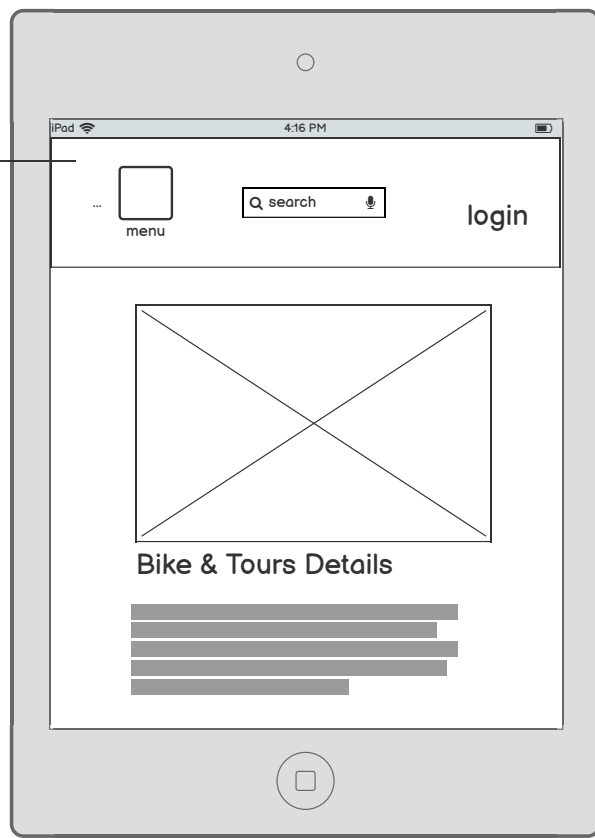 iPad 4:16 PM
...
menu
search
login
Bike & Tours Details